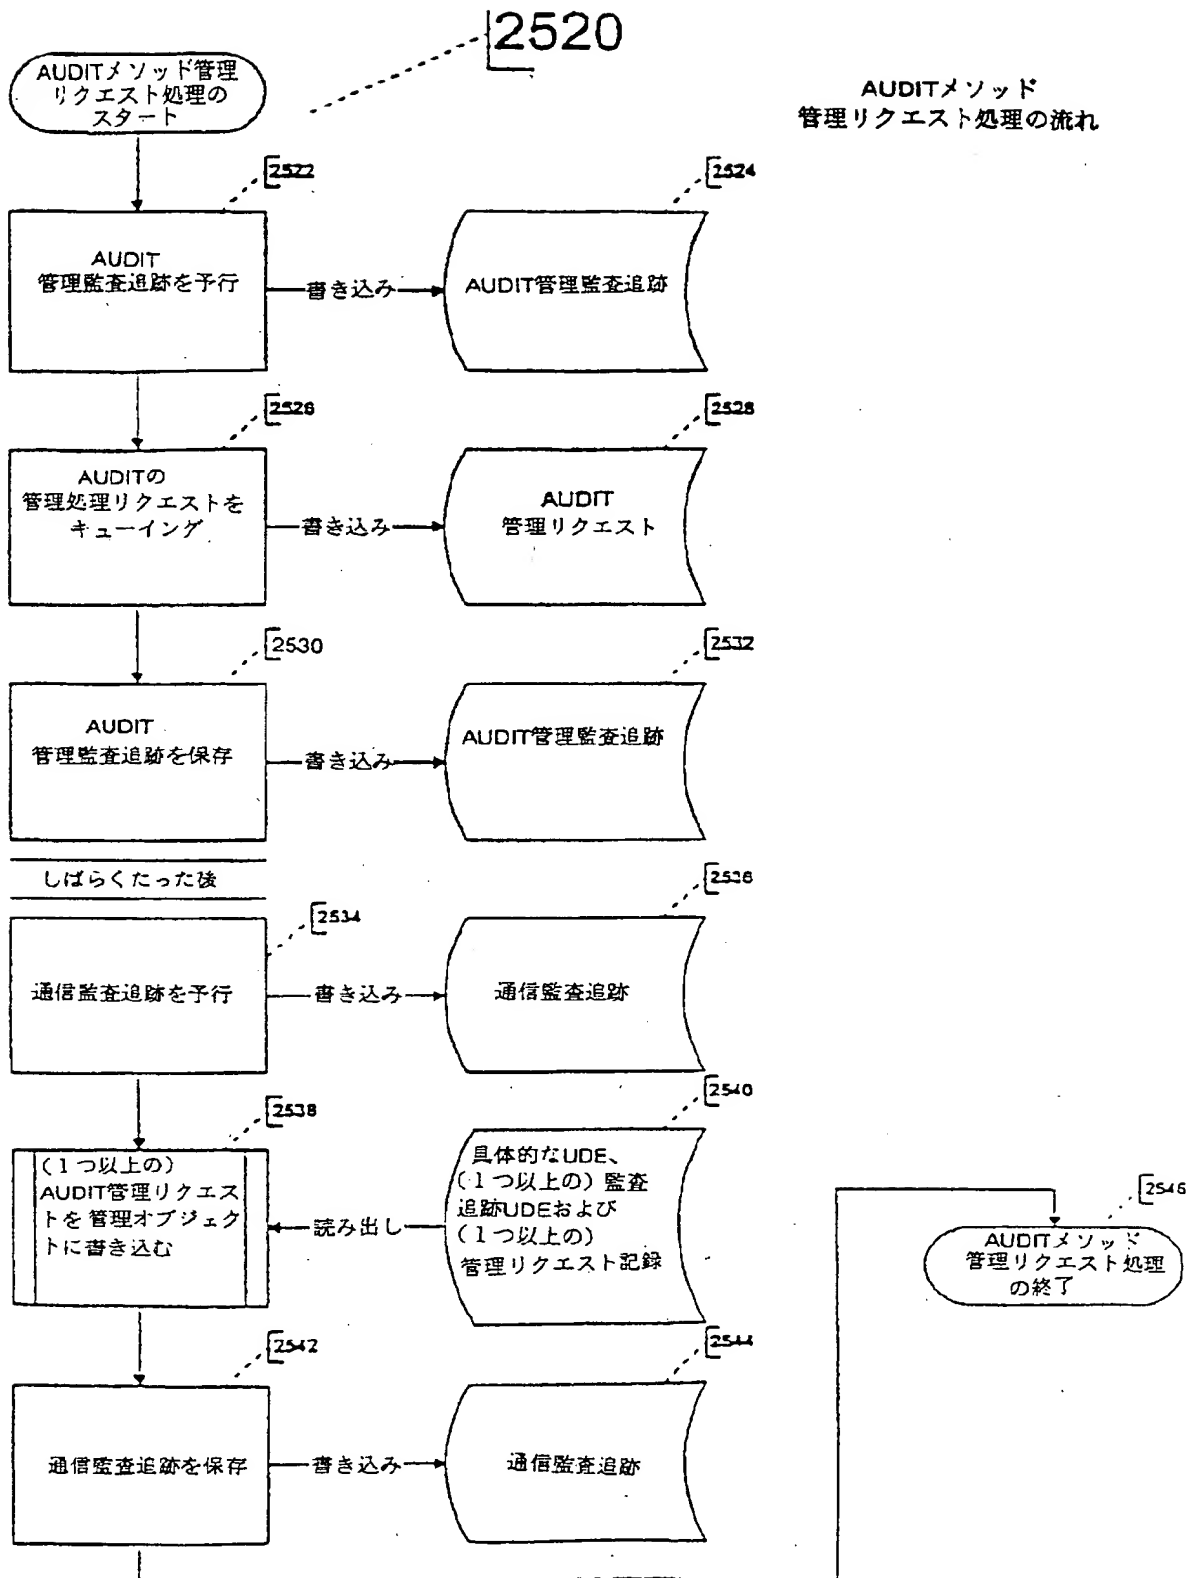 2520
AUDITメソッド管理
リクエスト処理の
スタート
AUDITメソッド
管理リクエスト処理の流れ
2522
2524
AUDIT
管理監査追跡を予行
書き込み
AUDIT管理監査追跡
2526
2528
AUDITの
管理処理リクエストを
キューイング
書き込み
AUDIT
管理リクエスト
2530
2532
AUDIT
管理監査追跡を保存
書き込み
AUDIT管理監査追跡
しばらくたった後
2534
2536
通信監査追跡を予行
書き込み
通信監査追跡
2538
2540
(1つ以上の)
AUDIT管理リクエス
トを管理オブジェク
トに書き込む
読み出し
具体的なUDE、
(1つ以上の)監査
追跡UDEおよび
(1つ以上の)
管理リクエスト記録
2546
AUDITメソッド
管理リクエスト処理
の終了
2542
2544
通信監査追跡を保存
書き込み
通信監査追跡